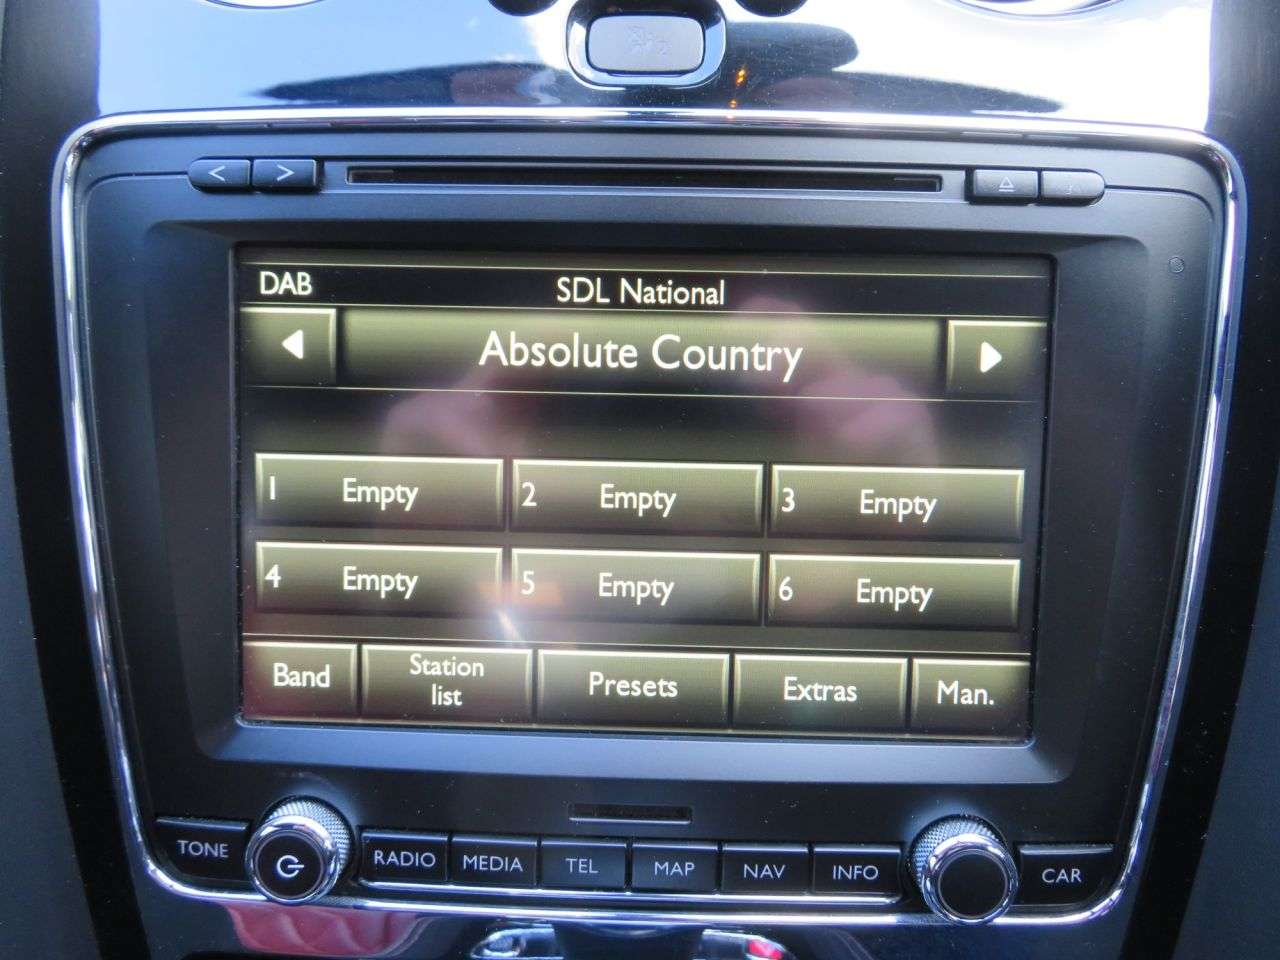 < >
DAB SDL National
Absolute Country
1 Empty 2 Empty 3 Empty
4 Empty 5 Empty 6 Empty
Band Station list Presets Extras Man.
TONE RADIO MEDIA TEL MAP NAV INFO CAR